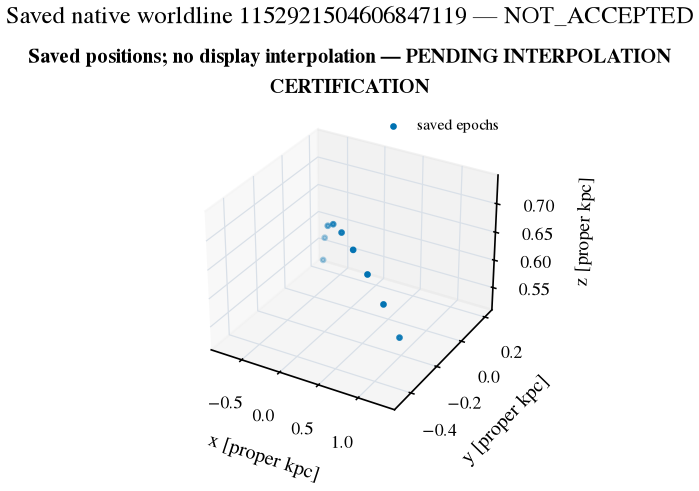 Saved native worldline 1152921504606847119 — NOT_ACCEPTED
Saved positions; no display interpolation — PENDING INTERPOLATION
CERTIFICATION
saved epochs
0.70
0.65
0.60
0.55
z [proper kpc]
0.2
0.0
−0.2
−0.4
y [proper kpc]
−0.5
0.0
0.5
1.0
x [proper kpc]